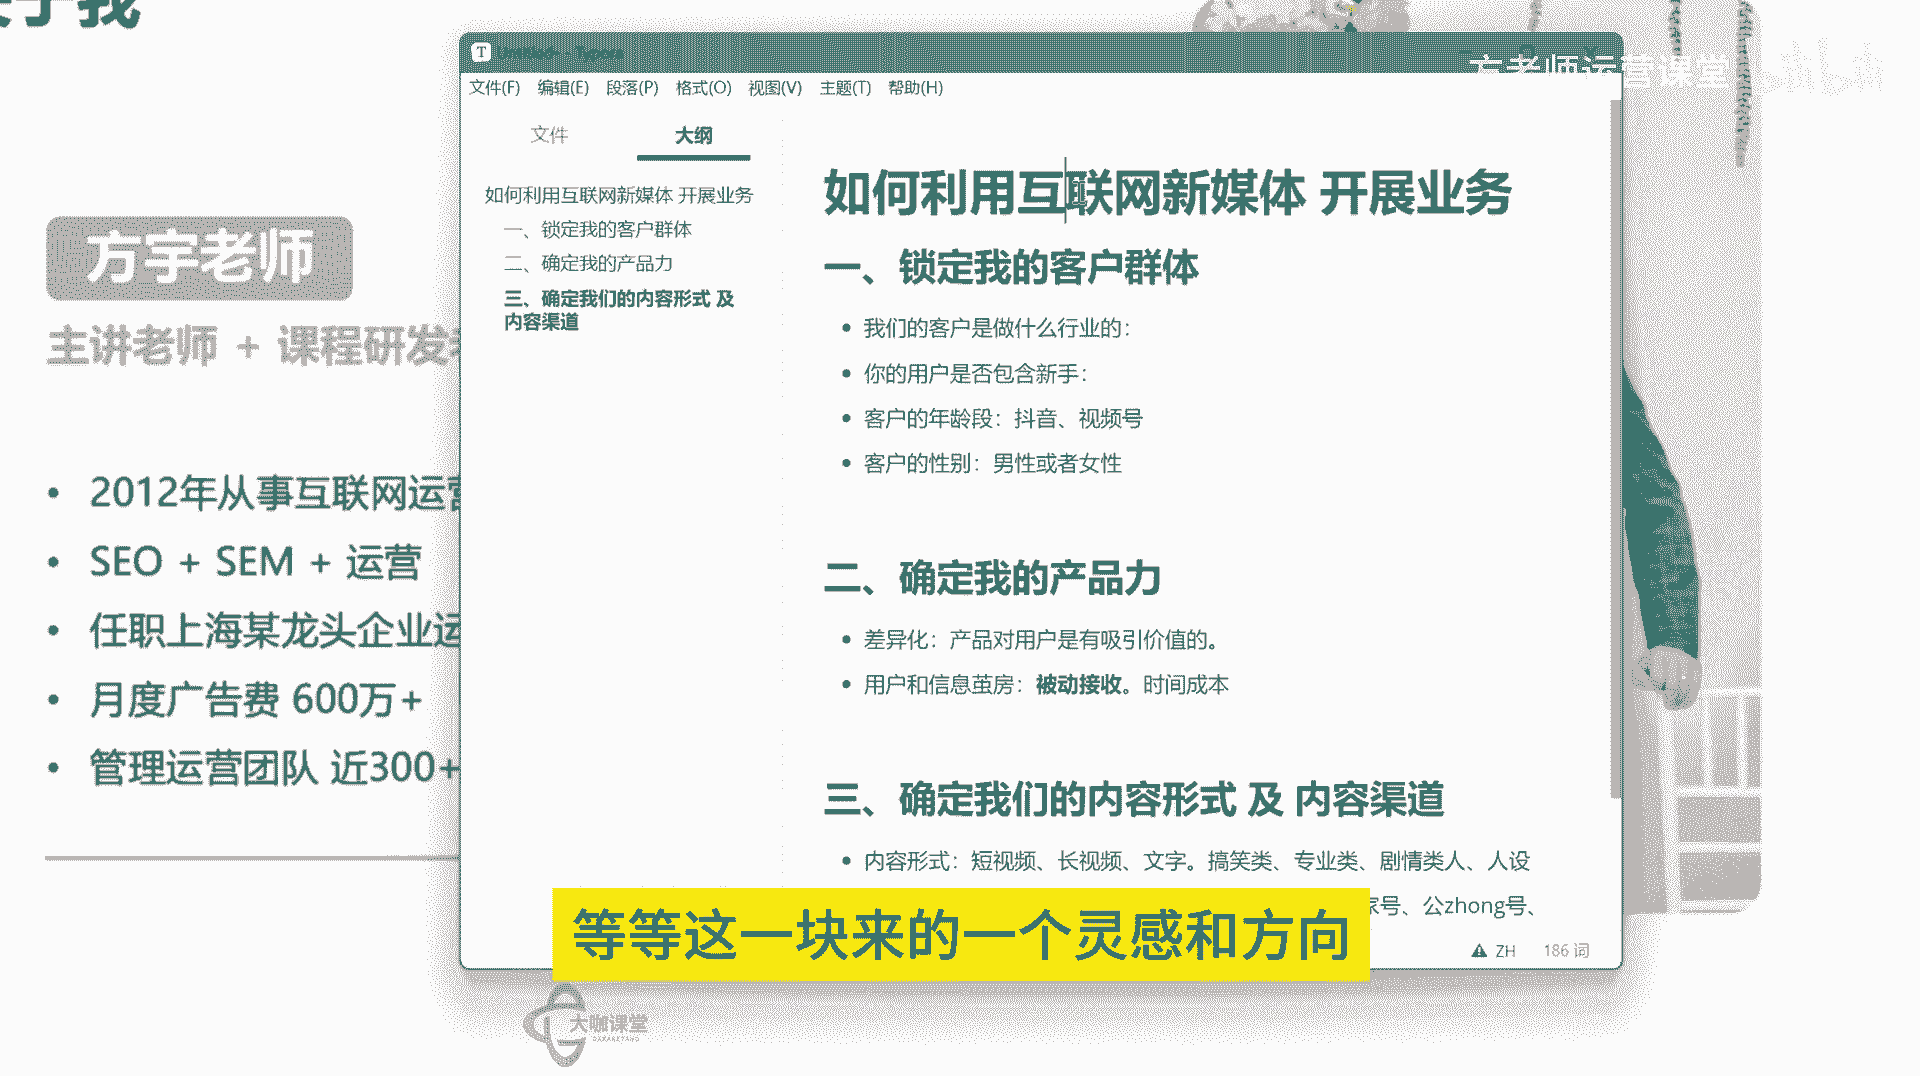 方宇老师
主讲老师 + 课程研发
2012年从事互联网运营
SEO + SEM + 运营
任职上海某龙头企业运
月度广告费 600万+
管理运营团队 近300+
Untitled - Typora
文件(F) 编辑(E) 段落(P) 格式(O) 视图(V) 主题(T) 帮助(H)
文件 大纲
如何利用互联网新媒体 开展业务
一、锁定我的客户群体
二、确定我的产品力
三、确定我们的内容形式 及
内容渠道
如何利用互联网新媒体 开展业务
一、锁定我的客户群体
我们的客户是做什么行业的：
你的用户是否包含新手：
客户的年龄段：抖音、视频号
客户的性别：男性或者女性
二、确定我的产品力
差异化：产品对用户是有吸引价值的。
用户和信息茧房：被动接收。时间成本
三、确定我们的内容形式 及 内容渠道
内容形式：短视频、长视频、文字。搞笑类、专业类、剧情类人、人设
家号、公zhong号、
ZH 186 词
等等这一块来的一个灵感和方向
方老师运营课堂
大咖课堂